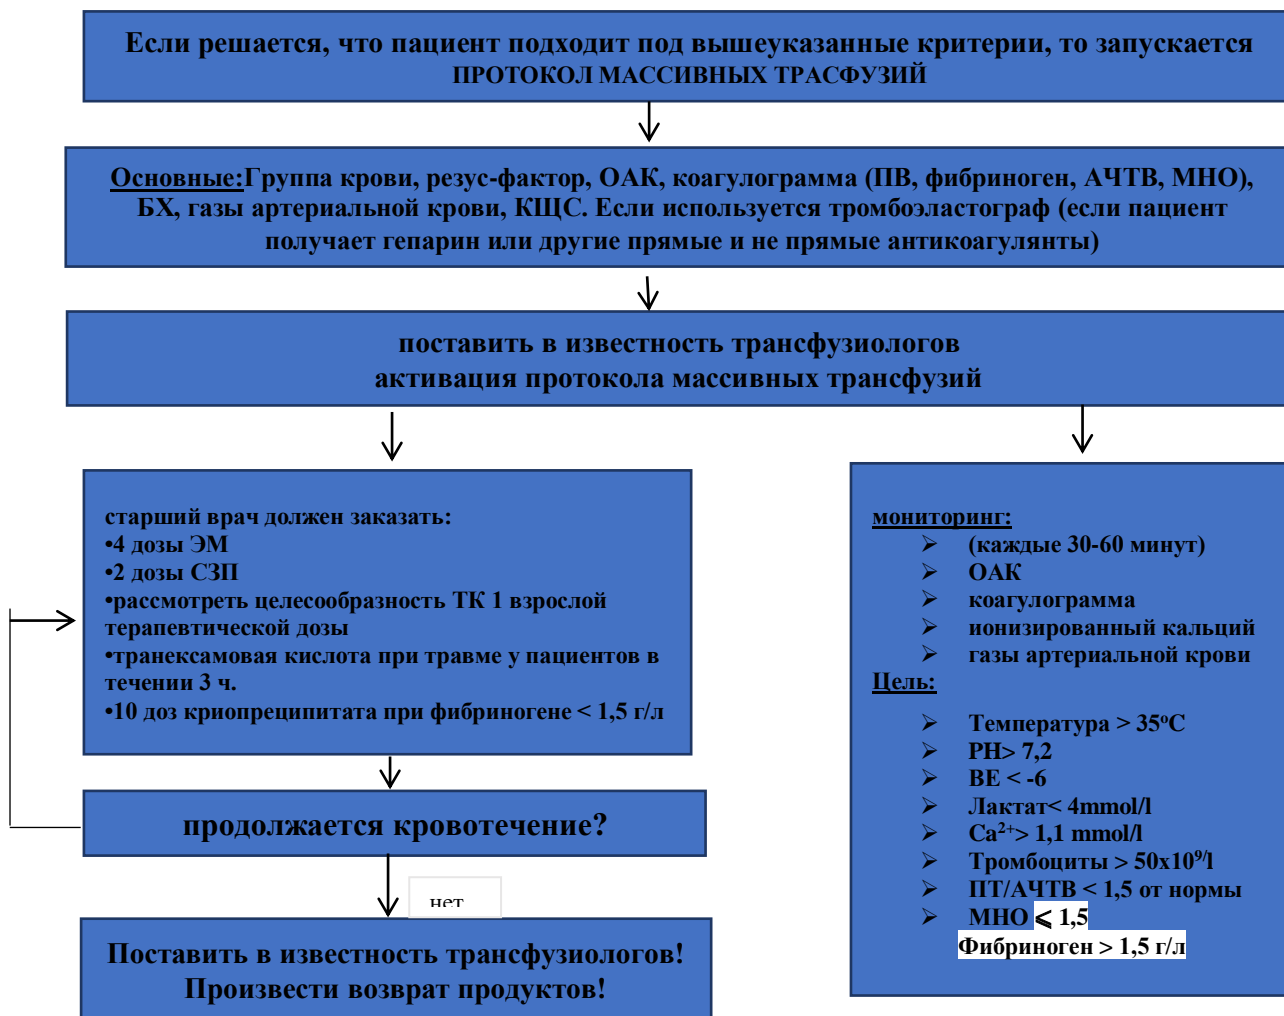 Если решается, что пациент подходит под вышеуказанные критерии, то запускается
ПРОТОКОЛ МАССИВНЫХ ТРАСФУЗИЙ
Основные:Группа крови, резус-фактор, ОАК, коагулограмма (ПВ, фибриноген, АЧТВ, МНО),
БХ, газы артериальной крови, КЩС. Если используется тромбоэластограф (если пациент
получает гепарин или другие прямые и не прямые антикоагулянты)
поставить в известность трансфузиологов
активация протокола массивных трансфузий
старший врач должен заказать:
•4 дозы ЭМ
•2 дозы СЗП
•рассмотреть целесообразность ТК 1 взрослой
терапевтической дозы
•транексамовая кислота при травме у пациентов в
течении 3 ч.
•10 доз криопреципитата при фибриногене < 1,5 г/л
продолжается кровотечение?
нет
Поставить в известность трансфузиологов!
Произвести возврат продуктов!
мониторинг:
➢ (каждые 30-60 минут)
➢ ОАК
➢ коагулограмма
➢ ионизированный кальций
➢ газы артериальной крови
Цель:
➢ Температура > 35ᵒС
➢ РН> 7,2
➢ ВЕ < -6
➢ Лактат< 4mmol/l
➢ Ca²⁺> 1,1 mmol/l
➢ Тромбоциты > 50х10⁹ᐟl
➢ ПТ/АЧТВ < 1,5 от нормы
➢ МНО ⩽ 1,5
Фибриноген > 1,5 г/л